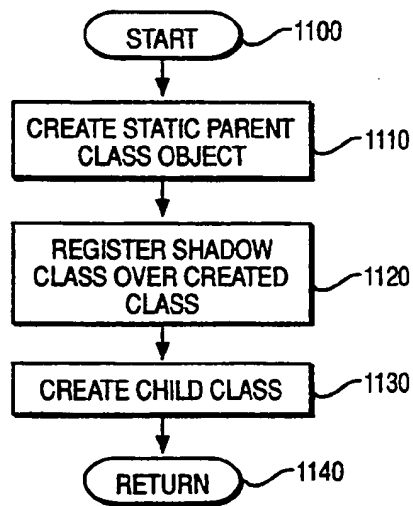 START
1100
CREATE STATIC PARENT
CLASS OBJECT
1110
REGISTER SHADOW
CLASS OVER CREATED
CLASS
1120
CREATE CHILD CLASS
1130
RETURN
1140